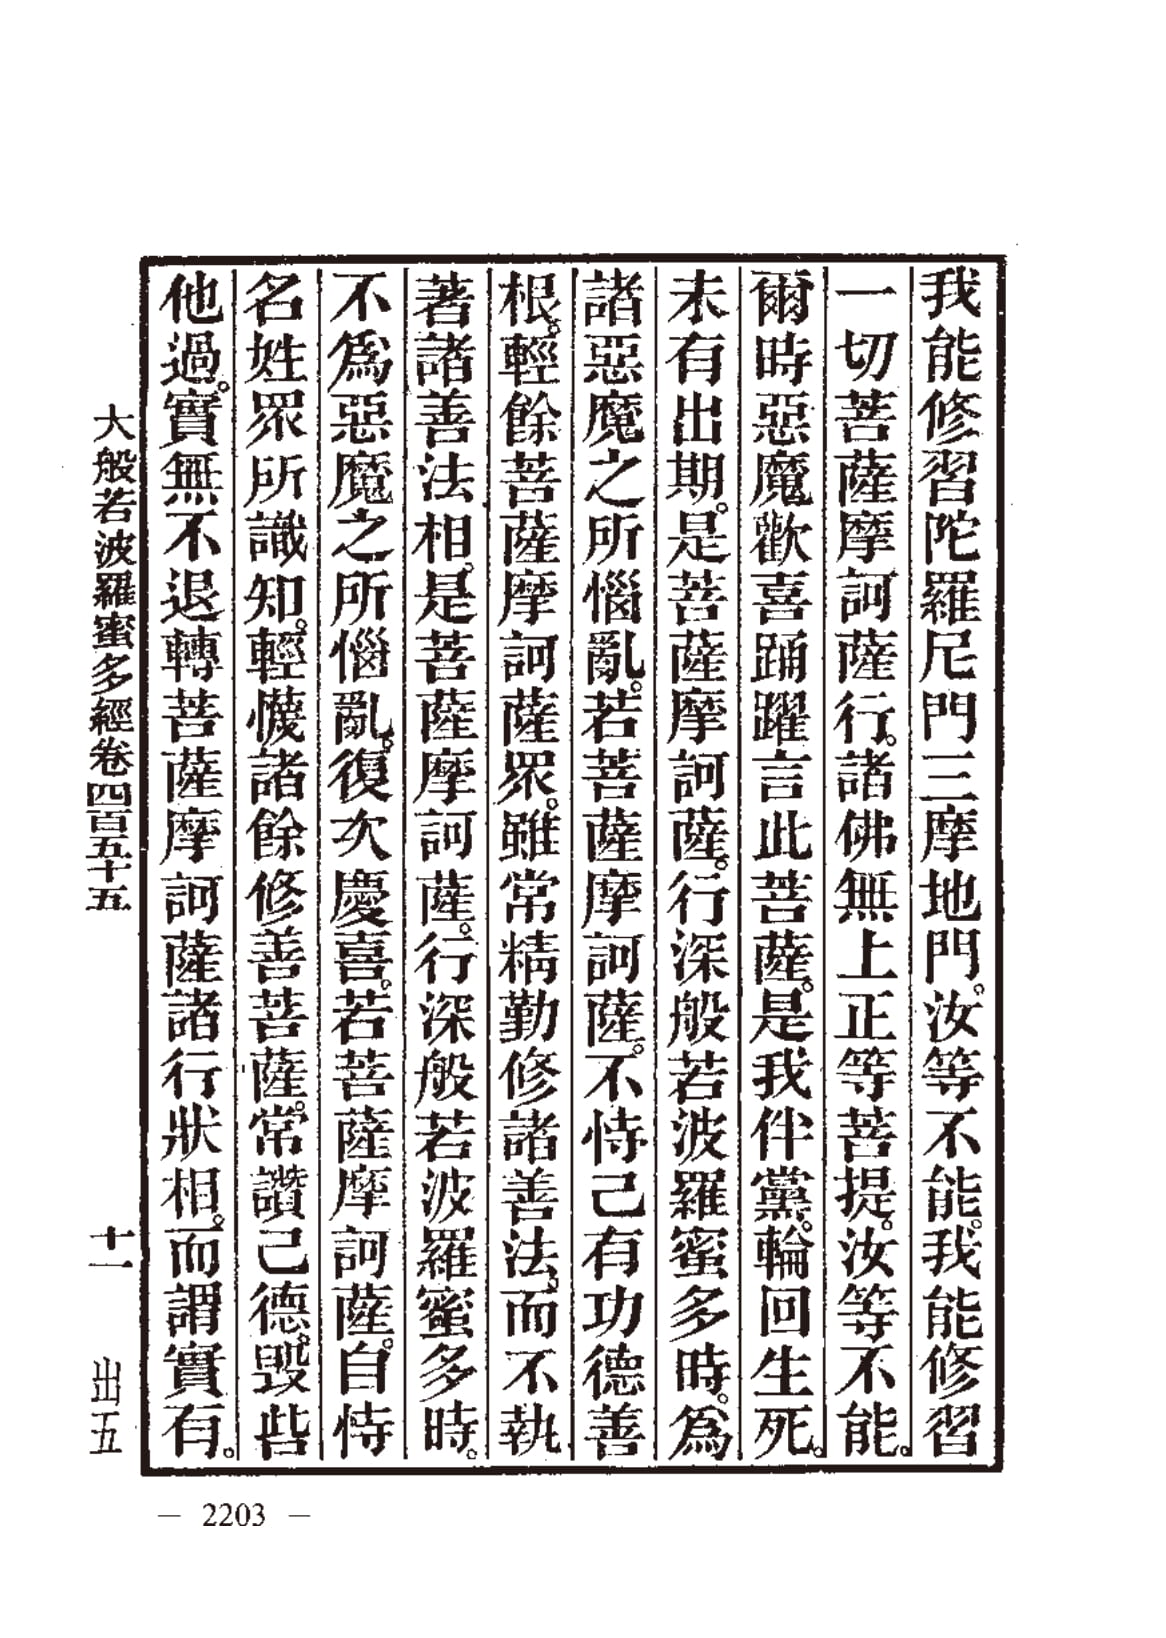 我能修習陀羅尼門三摩地門。汝等不能。我能修習
一切菩薩摩訶薩行。諸佛無上正等菩提。汝等不能。
爾時惡魔歡喜踊躍言此菩薩。是我伴黨。輪回生死。
未有出期。是菩薩摩訶薩。行深般若波羅蜜多時。為
諸惡魔之所惱亂。若菩薩摩訶薩。不恃己有功德善
根。輕餘菩薩摩訶薩眾。雖常精勤修諸善法。而不執
著諸善法相。是菩薩摩訶薩。行深般若波羅蜜多時。
不為惡魔之所惱亂。復次慶喜。若菩薩摩訶薩。自恃
名姓眾所識知。輕懱諸餘修善菩薩。常讚己德。毀呰
他過。實無不退轉菩薩摩訶薩諸行狀相。而謂實有。
大般若波羅蜜多經卷四百五十五 十一 出五
— 2203 —